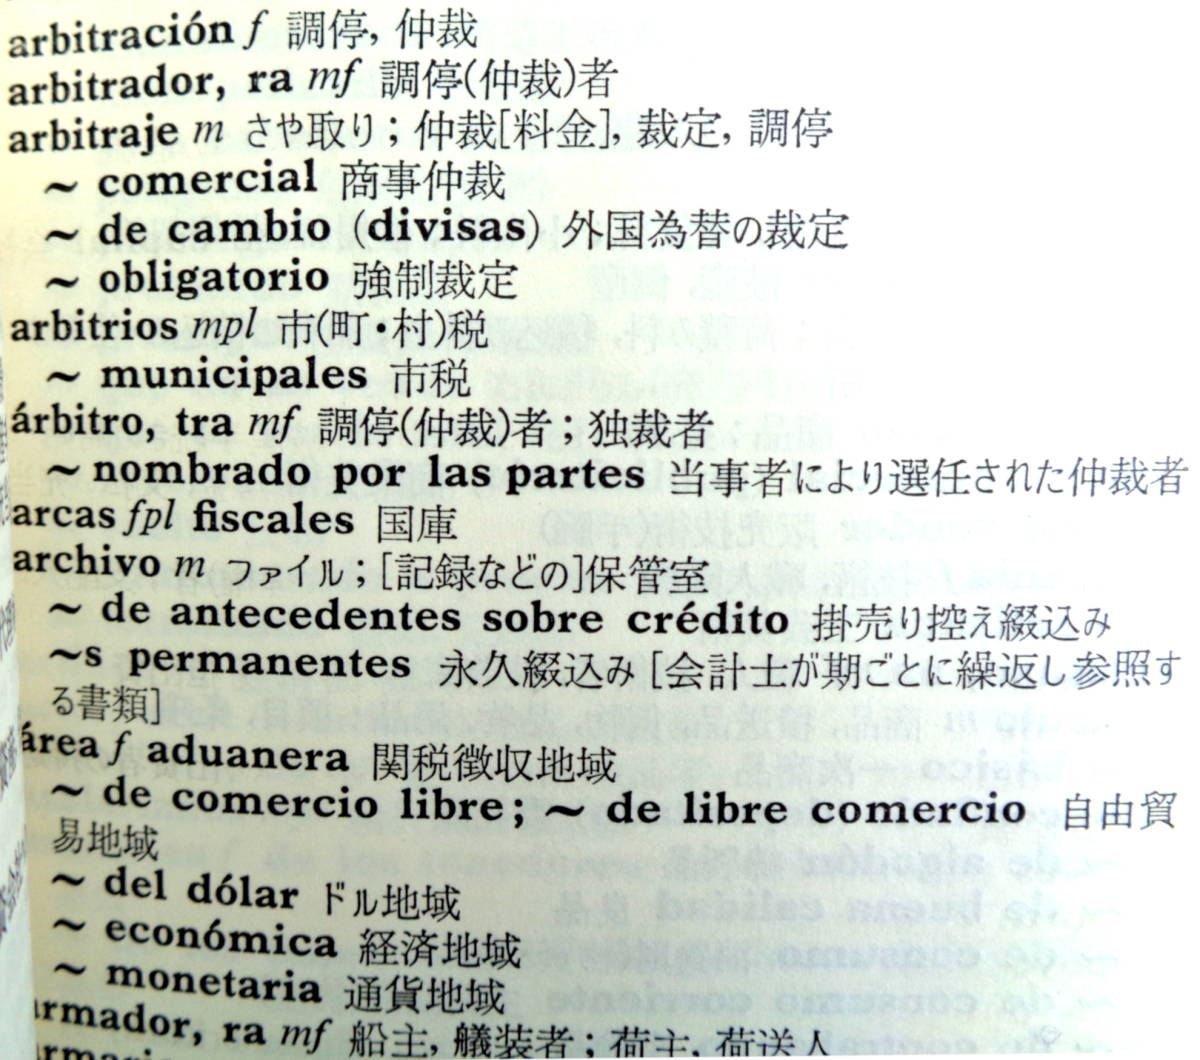 arbitración f 調停, 仲裁
arbitrador, ra mf 調停(仲裁)者
arbitraje m さや取り; 仲裁[料金], 裁定, 調停
~ comercial 商事仲裁
~ de cambio (divisas) 外国為替の裁定
~ obligatorio 強制裁定
arbitrios mpl 市(町・村)税
~ municipales 市税
árbitro, tra mf 調停(仲裁)者; 独裁者
~ nombrado por las partes 当事者により選任された仲裁者
arcas fpl fiscales 国庫
archivo m ファイル; [記録などの]保管室
~ de antecedentes sobre crédito 掛売り控え綴込み
~s permanentes 永久綴込み [会計士が期ごとに繰返し参照す
る書類]
área f aduanera 関税徴収地域
~ de comercio libre; ~ de libre comercio 自由貿
易地域
~ del dólar ドル地域
~ económica 経済地域
~ monetaria 通貨地域
armador, ra mf 船主, 艤装者; 荷主, 荷送人